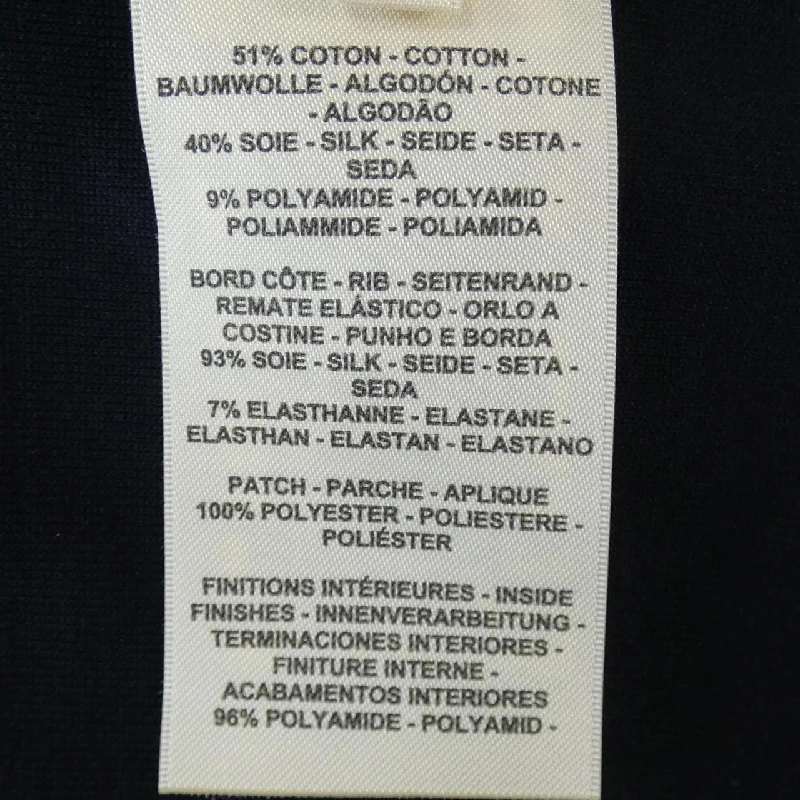 51% COTON - COTTON -
BAUMWOLLE - ALGODÓN - COTONE
- ALGODÃO
40% SOIE - SILK - SEIDE - SETA -
SEDA
9% POLYAMIDE - POLYAMID -
POLIAMMIDE - POLIAMIDA
BORD CÔTE - RIB - SEITENRAND -
REMATE ELÁSTICO - ORLO A
COSTINE - PUNHO E BORDA
93% SOIE - SILK - SEIDE - SETA -
SEDA
7% ELASTHANNE - ELASTANE -
ELASTHAN - ELASTAN - ELASTANO
PATCH - PARCHE - APLIQUE
100% POLYESTER - POLIESTERE -
POLIÉSTER
FINITIONS INTÉRIEURES - INSIDE
FINISHES - INNENVERARBEITUNG -
TERMINACIONES INTERIORES -
FINITURE INTERNE -
ACABAMENTOS INTERIORES
96% POLYAMIDE - POLYAMID -